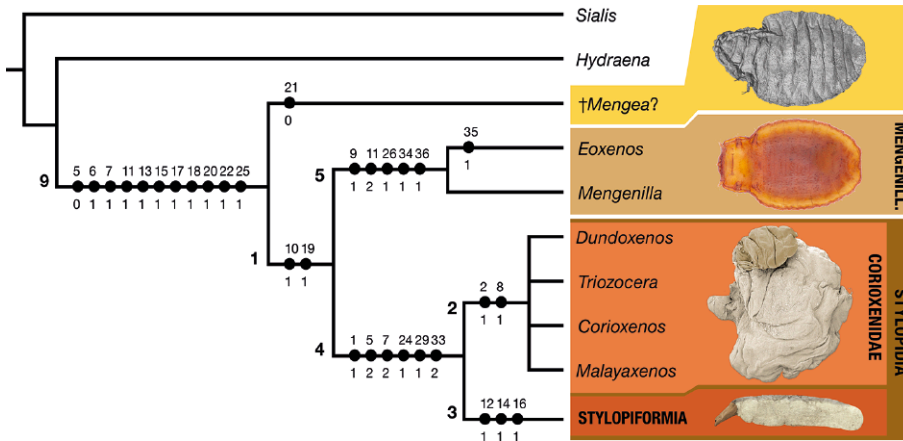 Sialis
Hydraena
21
0
†Mengea?
35
1
Eoxenos
9 11 26 34 36
5
1 2 1 1 1
Mengenilla
MENGENILL.
5 6 7 11 13 15 17 18 20 22 25
9
0 1 1 1 1 1 1 1 1 1 1
10 19
1
1 1
Dundoxenos
Triozocera
2 8
2
1 1
Corioxenos
Malayaxenos
CORIOXENIDAE
STYLOPIDIA
1 5 7 24 29 33
4
1 2 2 1 1 2
12 14 16
3
1 1 1
STYLOPIFORMIA